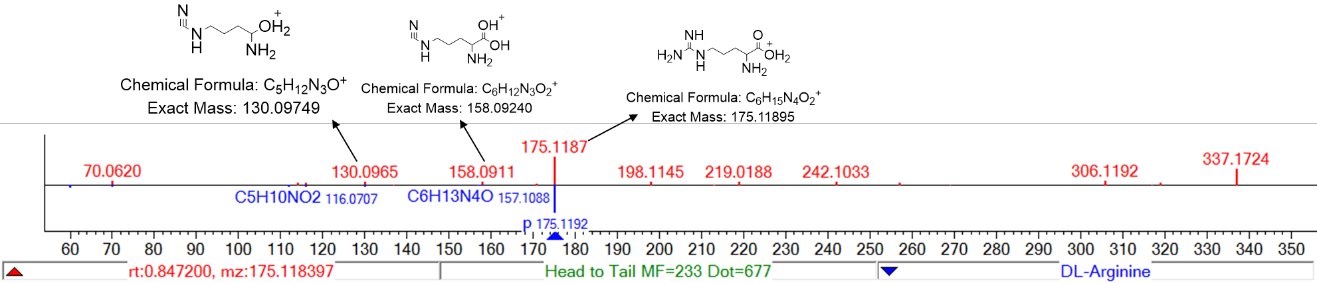 N
N
H
OH2+
NH2
Chemical Formula: C5H12N3O+
Exact Mass: 130.09749
N
N
H
OH+
OH
NH2
Chemical Formula: C6H12N3O2+
Exact Mass: 158.09240
NH
H2N
N
H
O
OH2+
NH2
Chemical Formula: C6H15N4O2+
Exact Mass: 175.11895
70.0620 130.0965 158.0911 175.1187 198.1145 219.0188 242.1033 306.1192 337.1724
C5H10NO2 116.0707 C6H13N4O 157.1088
p 175.1192
60 70 80 90 100 110 120 130 140 150 160 170 180 190 200 210 220 230 240 250 260 270 280 290 300 310 320 330 340 350
rt:0.847200, mz:175.118397 Head to Tail MF=233 Dot=677 DL-Arginine